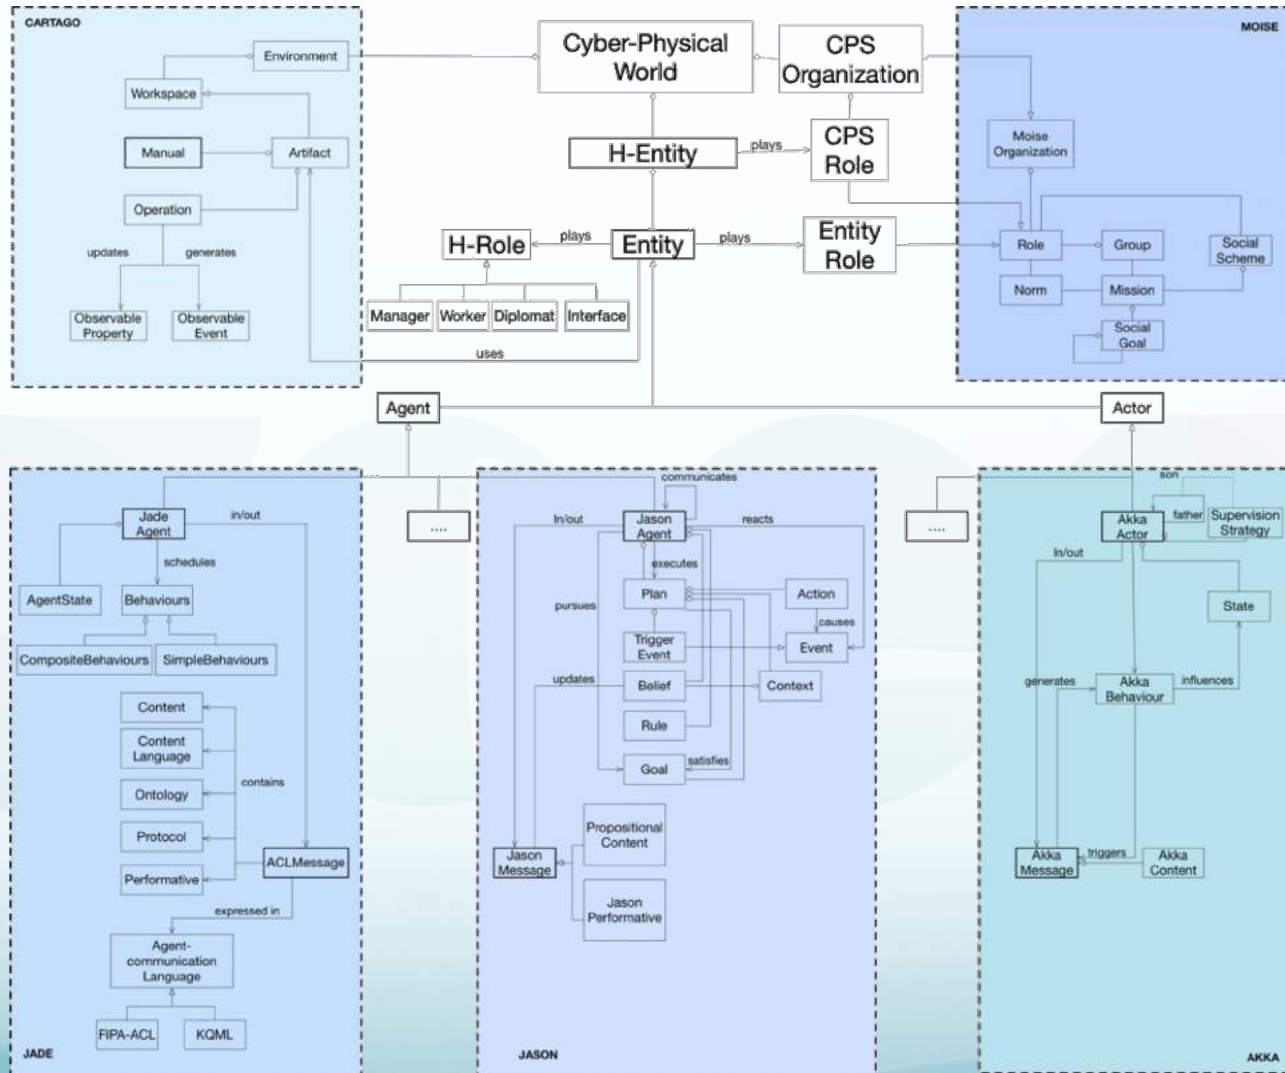 CARTAGO
Environment
Workspace
Manual
Artifact
Operation
updates
generates
Observable
Property
Observable
Event
Cyber-Physical
World
CPS
Organization
H-Entity
plays
CPS
Role
H-Role
plays
Entity
plays
Entity
Role
Manager
Worker
Diplomat
Interface
uses
MOISE
Moise
Organization
Role
Group
Social
Scheme
Norm
Mission
Social
Goal
Agent
Actor
....
....
Jade
Agent
in/out
schedules
AgentState
Behaviours
CompositeBehaviours
SimpleBehaviours
Content
Content
Language
contains
Ontology
Protocol
ACLMessage
Performative
expressed in
Agent-
communication
Language
FIPA-ACL
KQML
JADE
communicates
In/out
Jason
Agent
reacts
executes
Plan
Action
pursues
causes
Trigger
Event
Event
updates
Belief
Context
Rule
Goal
satisfies
Propositional
Content
Jason
Message
Jason
Performative
JASON
son
Akka
Actor
father
Supervision
Strategy
In/out
State
generates
Akka
Behaviour
influences
Akka
Message
triggers
Akka
Content
AKKA